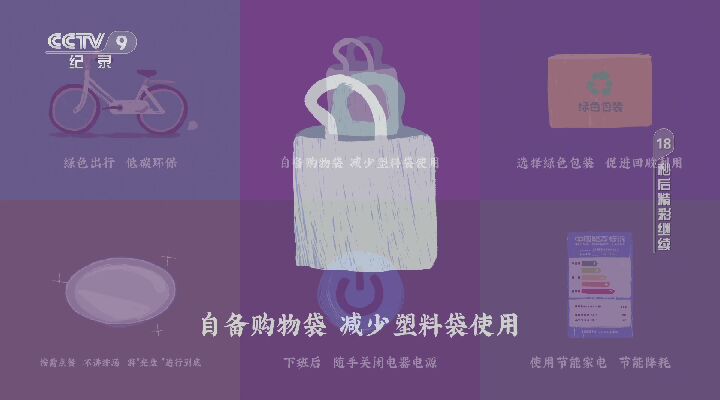 CCTV 9
纪录
绿色包装
绿色出行 低碳环保
自备购物袋 减少塑料袋使用
选择绿色包装 促进回收利用
18秒后精彩继续
中国能效标识
自备购物袋 减少塑料袋使用
按需点餐 不讲排场 将“光盘”进行到底
下班后 随手关闭电器电源
使用节能家电 节能降耗